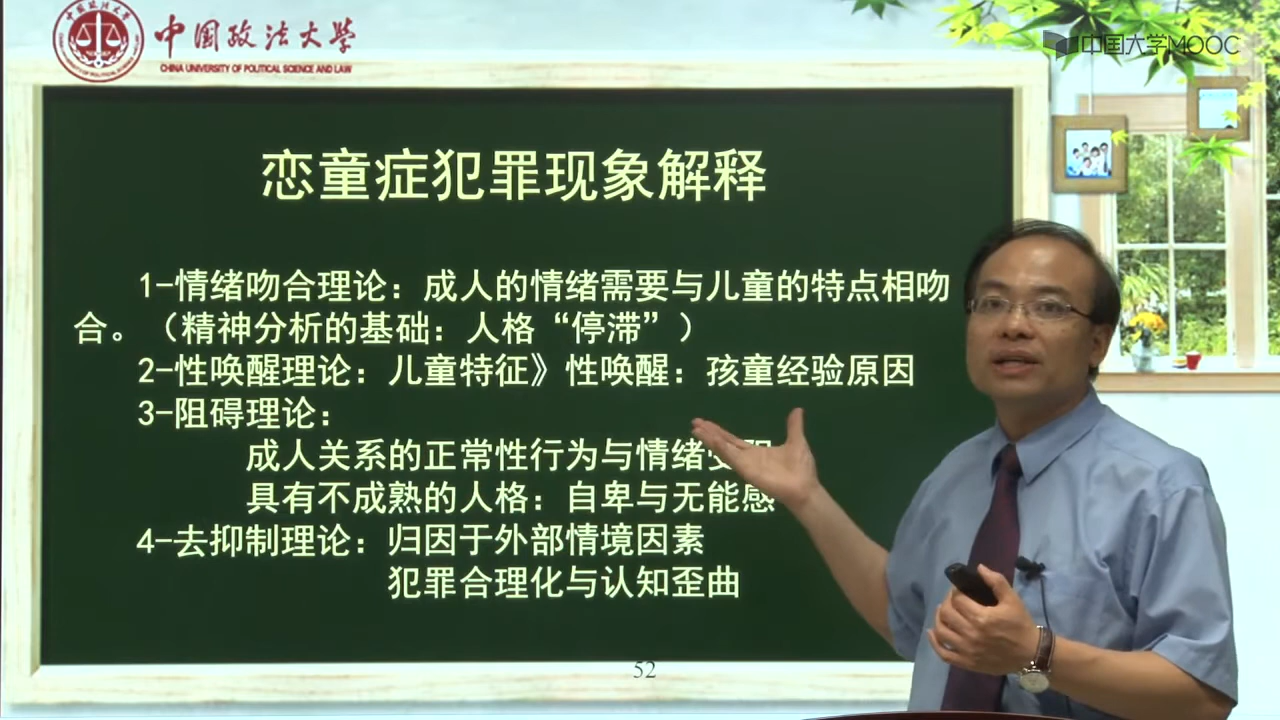 中国政法大学
CHINA UNIVERSITY OF POLITICAL SCIENCE AND LAW
中国大学MOOC
恋童症犯罪现象解释
1-情绪吻合理论：成人的情绪需要与儿童的特点相吻
合。（精神分析的基础：人格“停滞”）
2-性唤醒理论：儿童特征》性唤醒：孩童经验原因
3-阻碍理论：
成人关系的正常性行为与情绪受阻
具有不成熟的人格：自卑与无能感
4-去抑制理论：归因于外部情境因素
犯罪合理化与认知歪曲
52